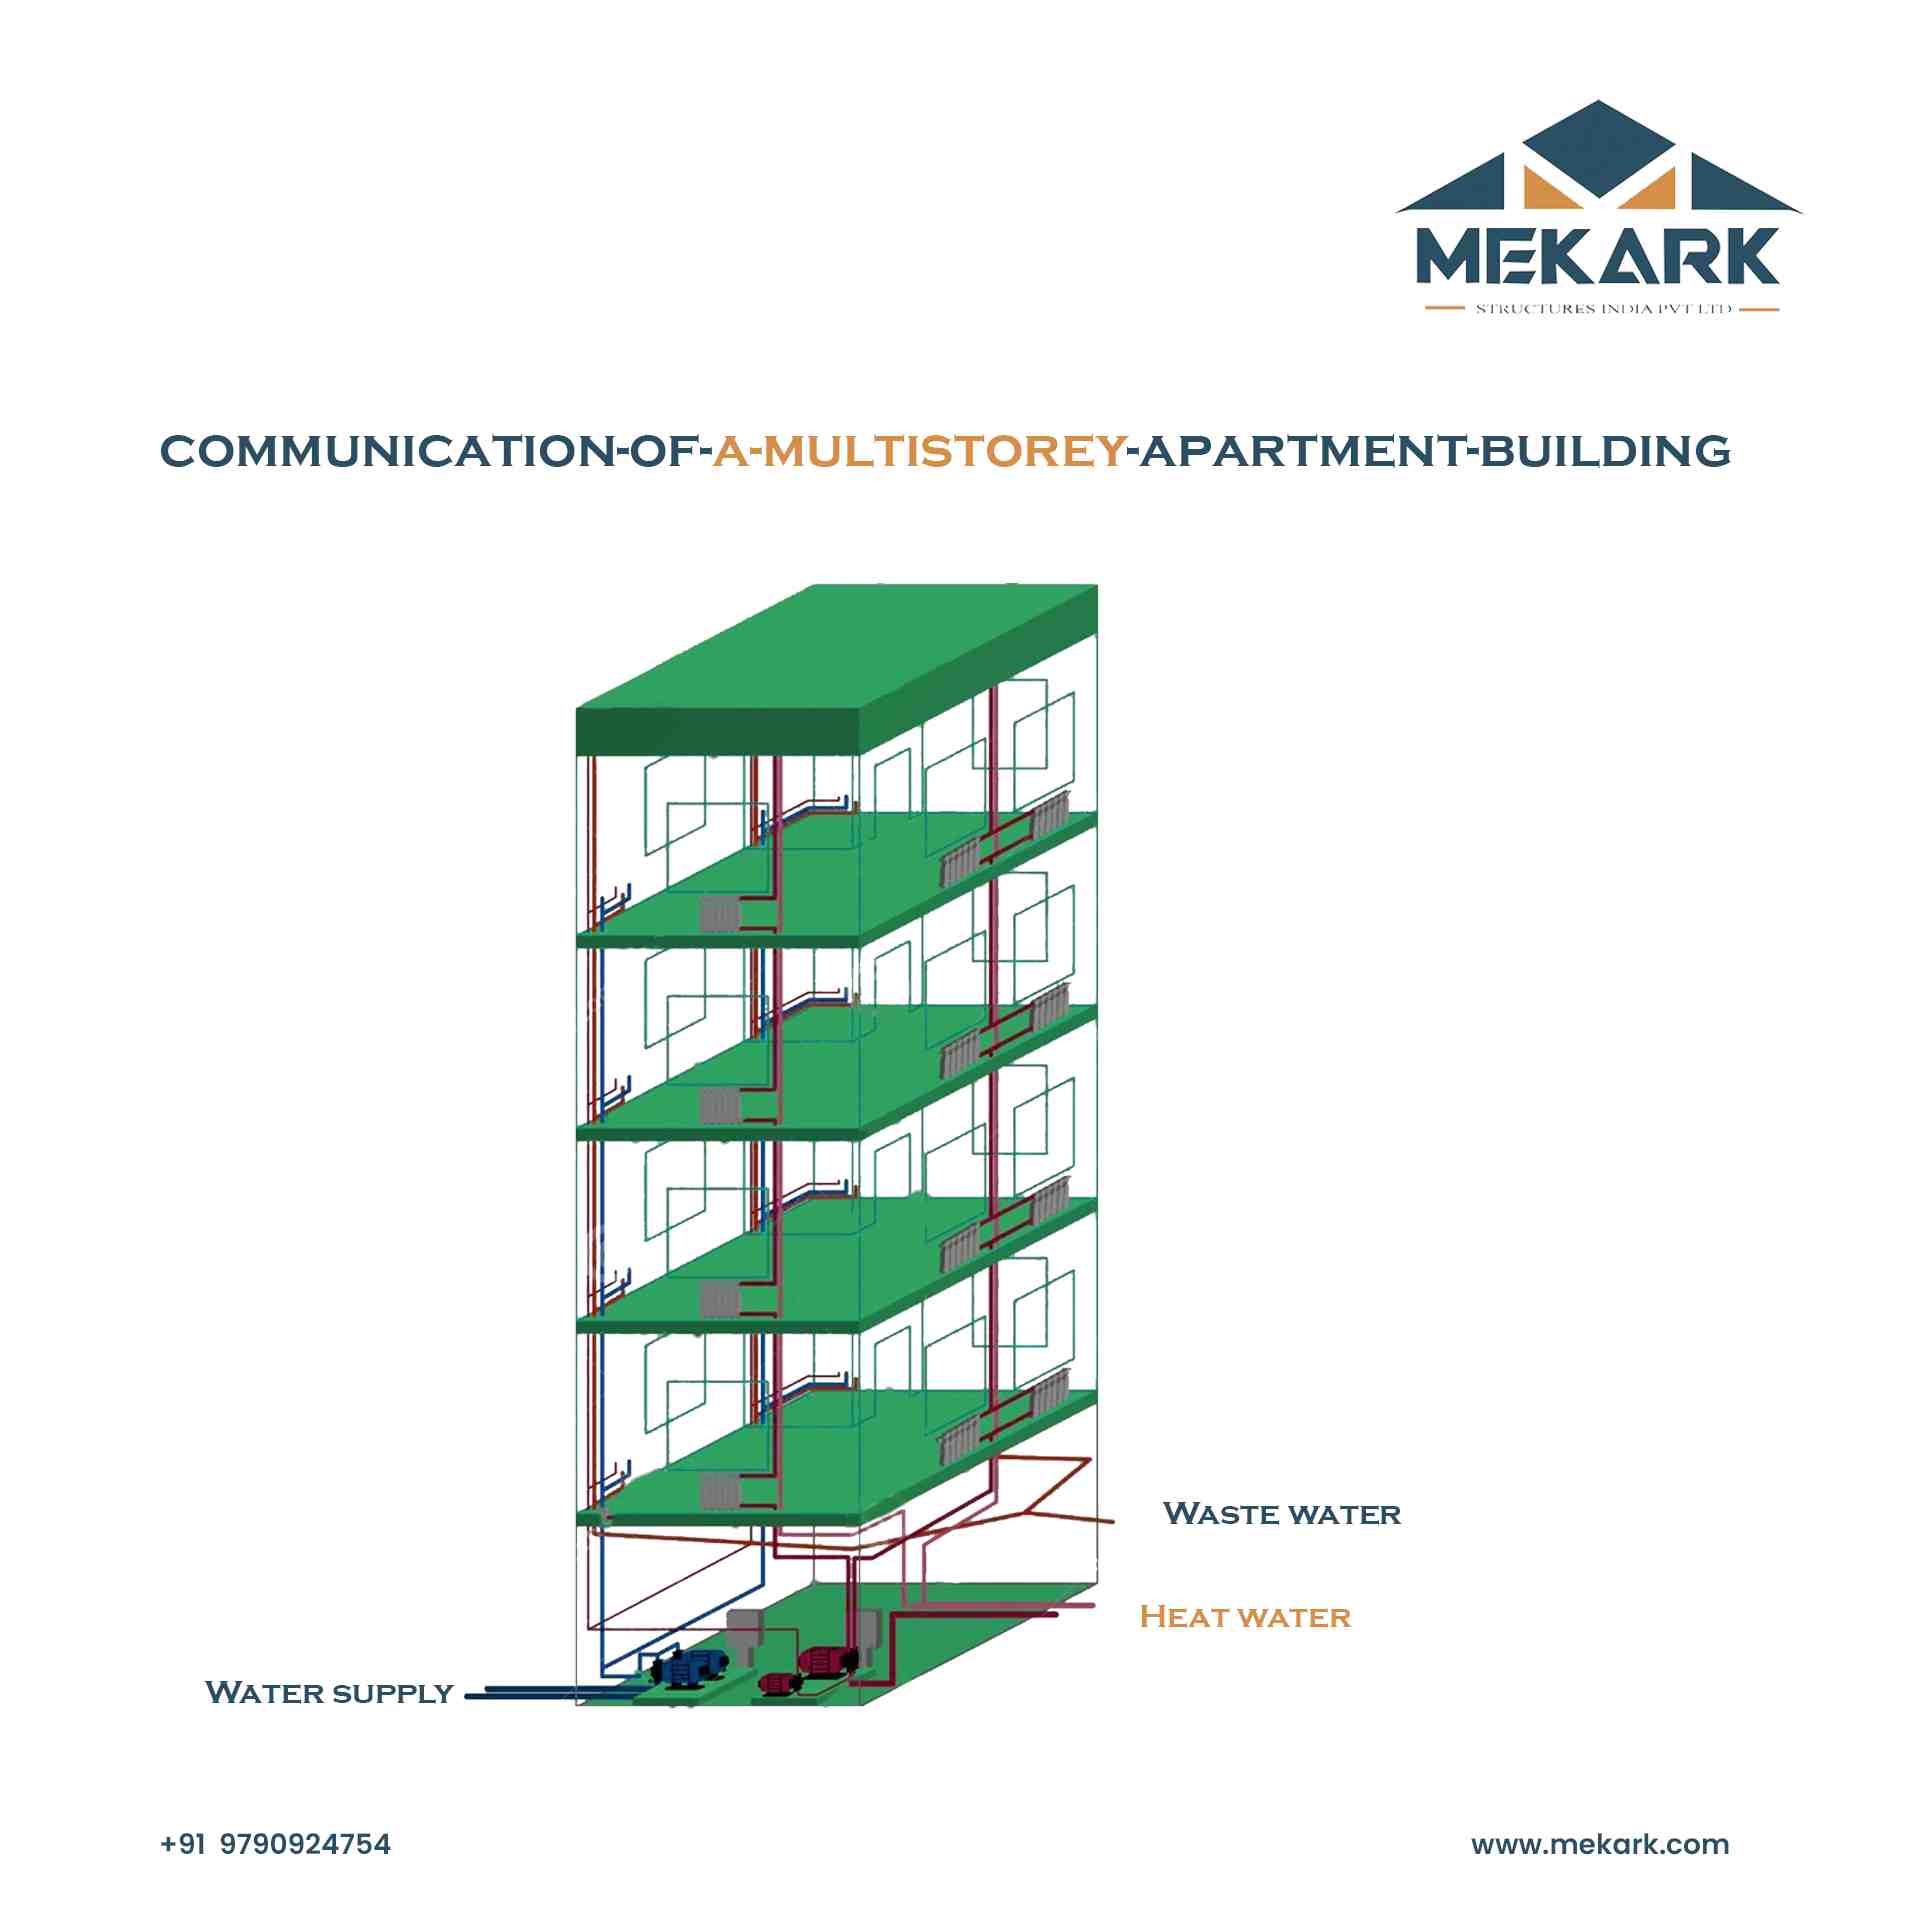 MEKARK
STRUCTURES INDIA PVT LTD
COMMUNICATION-OF-A-MULTISTOREY-APARTMENT-BUILDING
WASTE WATER
HEAT WATER
WATER SUPPLY
+91 9790924754
www.mekark.com